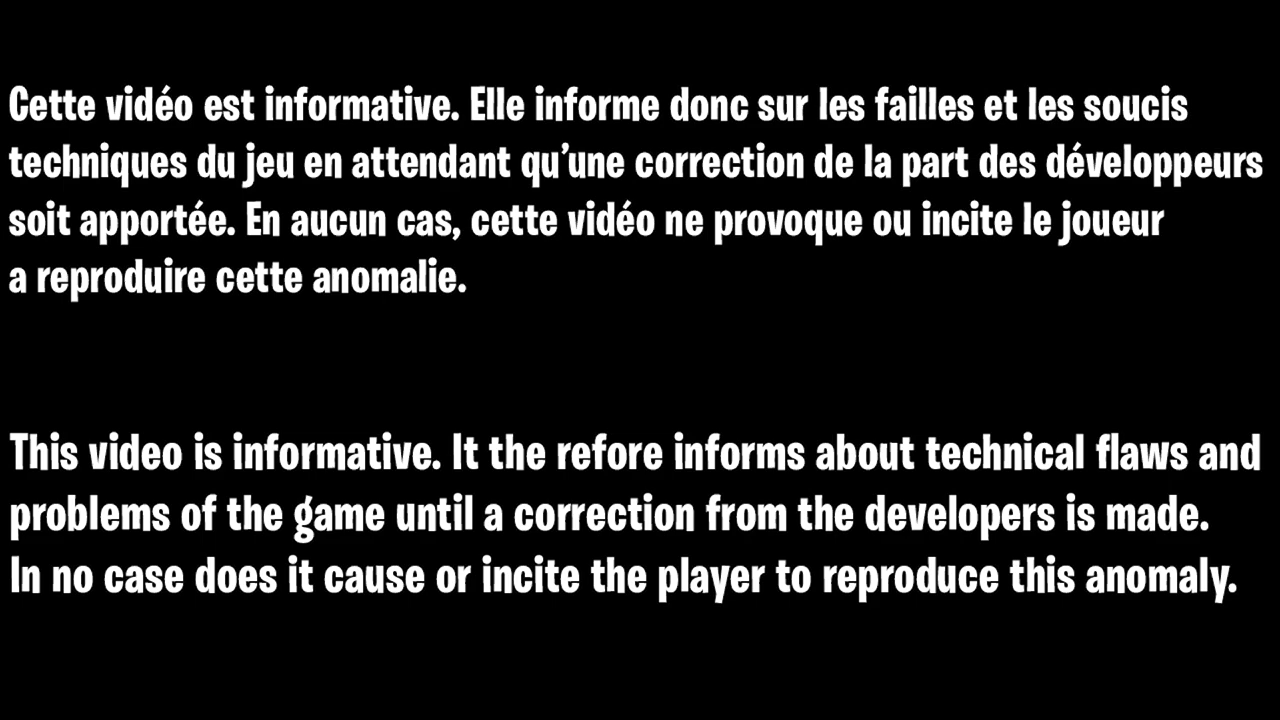 Cette vidéo est informative. Elle informe donc sur les failles et les soucis
techniques du jeu en attendant qu’une correction de la part des développeurs
soit apportée. En aucun cas, cette vidéo ne provoque ou incite le joueur
a reproduire cette anomalie.
This video is informative. It the refore informs about technical flaws and
problems of the game until a correction from the developers is made.
In no case does it cause or incite the player to reproduce this anomaly.